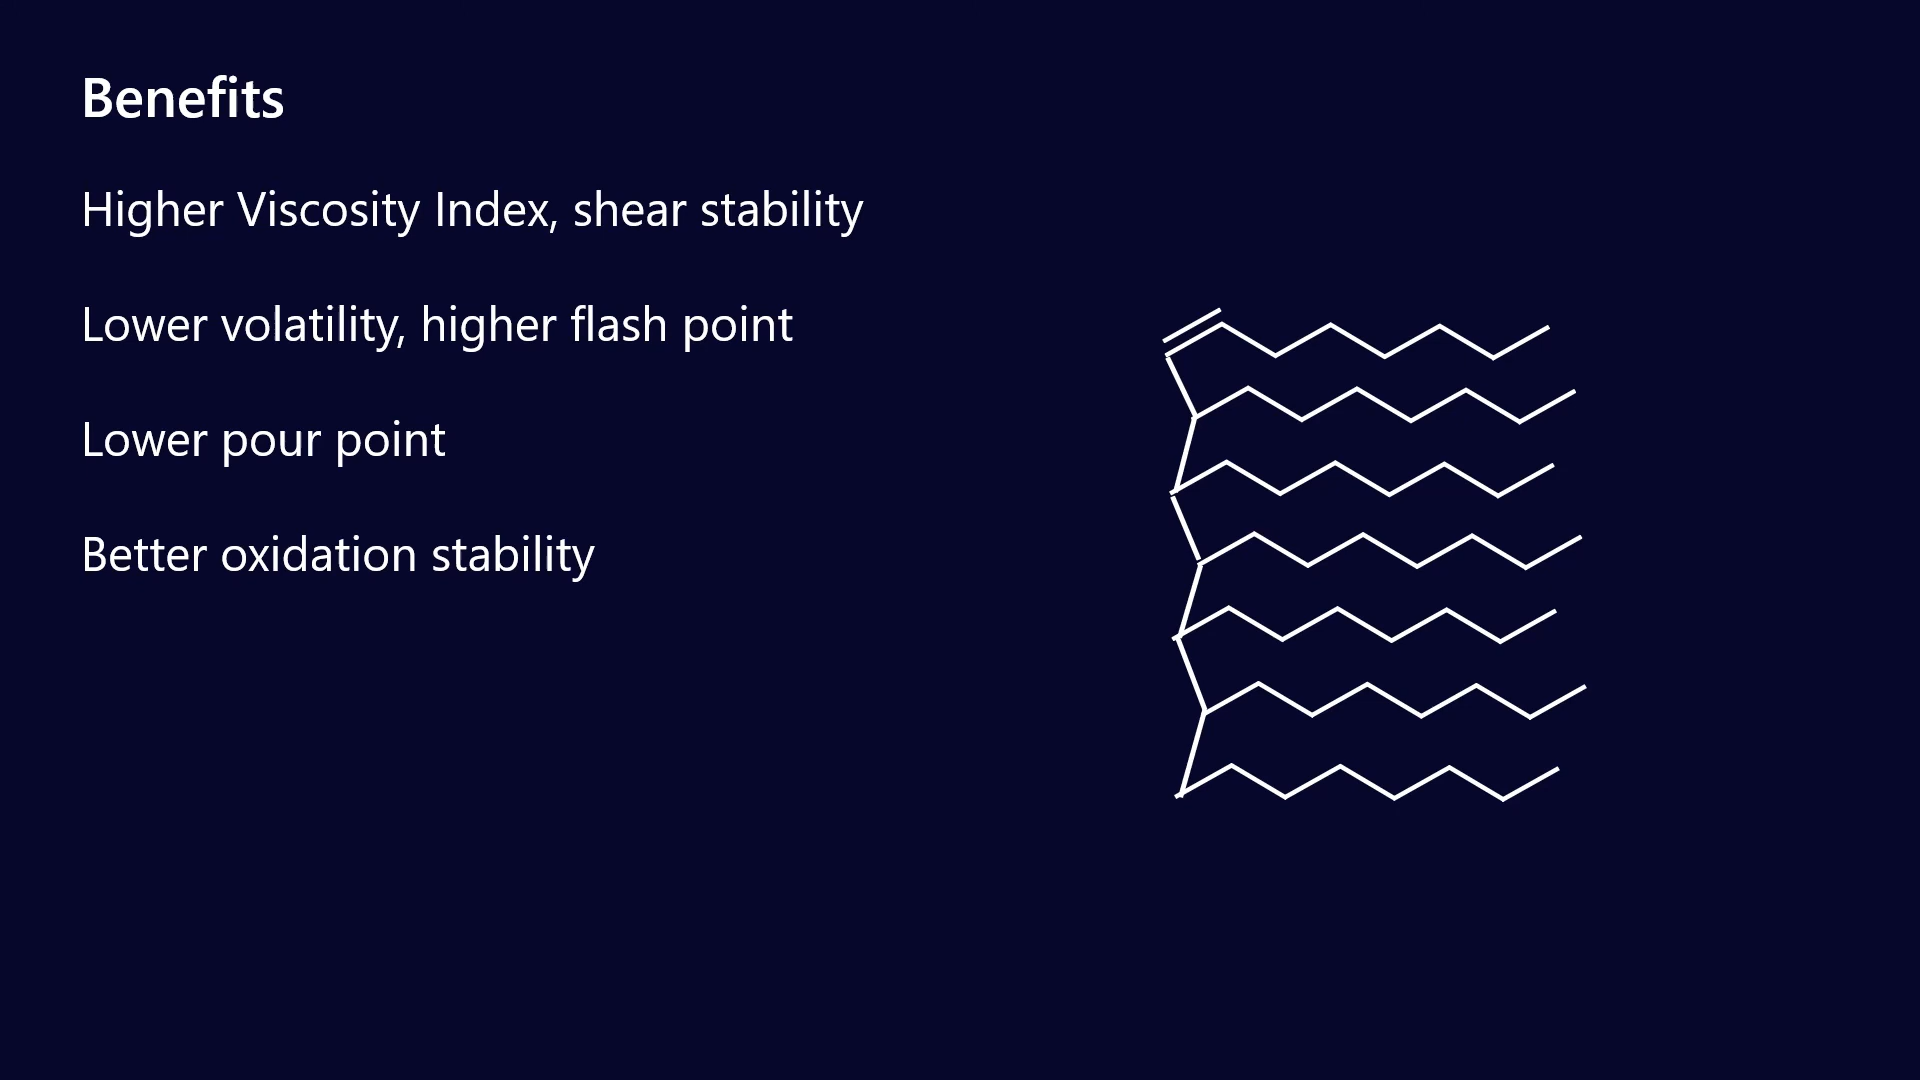 Benefits
Higher Viscosity Index, shear stability
Lower volatility, higher flash point
Lower pour point
Better oxidation stability